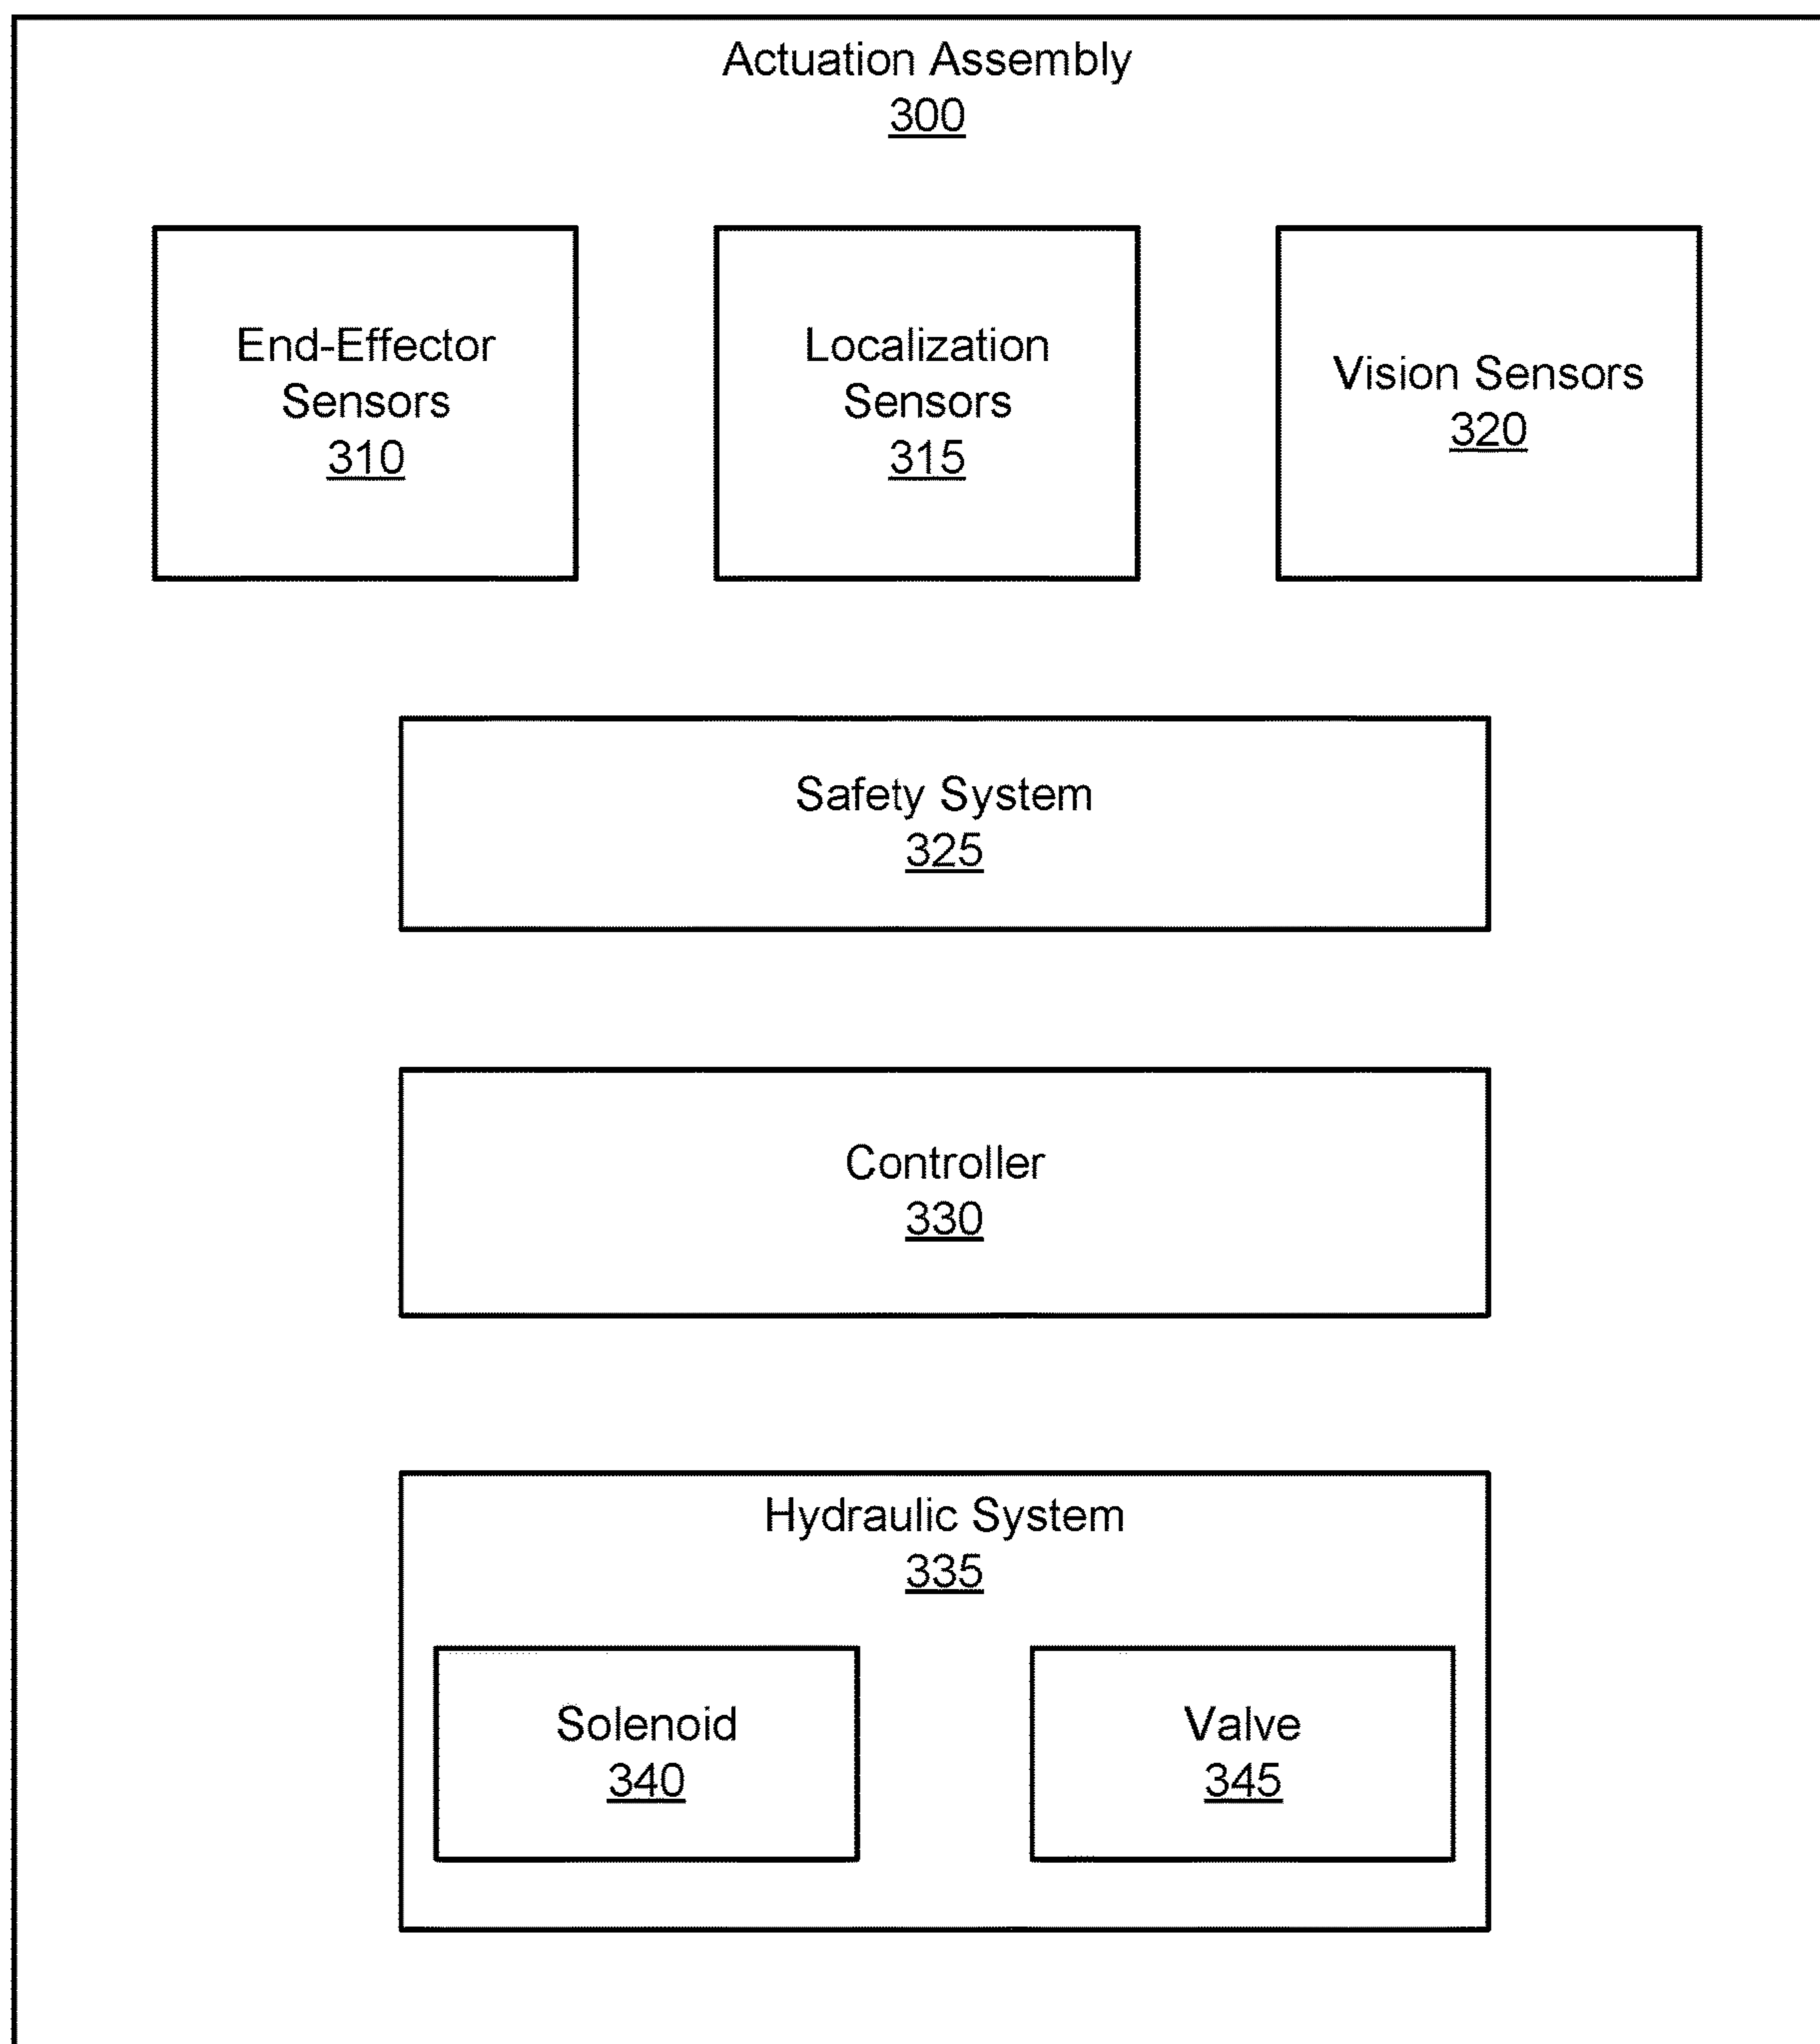 Actuation Assembly
300
End-Effector
Sensors
310
Localization
Sensors
315
Vision Sensors
320
Safety System
325
Controller
330
Hydraulic System
335
Solenoid
340
Valve
345